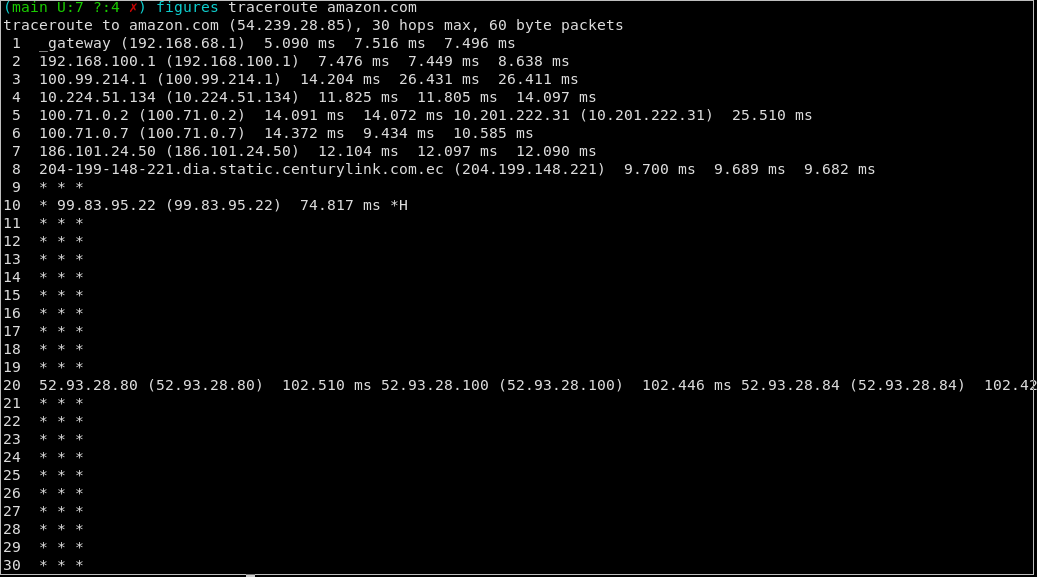 (main U:7 ?:4 ✗) figures traceroute amazon.com
traceroute to amazon.com (54.239.28.85), 30 hops max, 60 byte packets
 1  _gateway (192.168.68.1)  5.090 ms  7.516 ms  7.496 ms
 2  192.168.100.1 (192.168.100.1)  7.476 ms  7.449 ms  8.638 ms
 3  100.99.214.1 (100.99.214.1)  14.204 ms  26.431 ms  26.411 ms
 4  10.224.51.134 (10.224.51.134)  11.825 ms  11.805 ms  14.097 ms
 5  100.71.0.2 (100.71.0.2)  14.091 ms  14.072 ms 10.201.222.31 (10.201.222.31)  25.510 ms
 6  100.71.0.7 (100.71.0.7)  14.372 ms  9.434 ms  10.585 ms
 7  186.101.24.50 (186.101.24.50)  12.104 ms  12.097 ms  12.090 ms
 8  204-199-148-221.dia.static.centurylink.com.ec (204.199.148.221)  9.700 ms  9.689 ms  9.682 ms
 9  * * *
10  * 99.83.95.22 (99.83.95.22)  74.817 ms *H
11  * * *
12  * * *
13  * * *
14  * * *
15  * * *
16  * * *
17  * * *
18  * * *
19  * * *
20  52.93.28.80 (52.93.28.80)  102.510 ms 52.93.28.100 (52.93.28.100)  102.446 ms 52.93.28.84 (52.93.28.84)  102.42
21  * * *
22  * * *
23  * * *
24  * * *
25  * * *
26  * * *
27  * * *
28  * * *
29  * * *
30  * * *